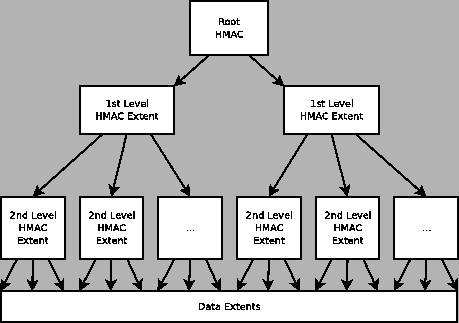 Root
HMAC
1st Level
HMAC Extent
1st Level
HMAC Extent
2nd Level
HMAC
Extent
2nd Level
HMAC
Extent
...
2nd Level
HMAC
Extent
2nd Level
HMAC
Extent
...
Data Extents